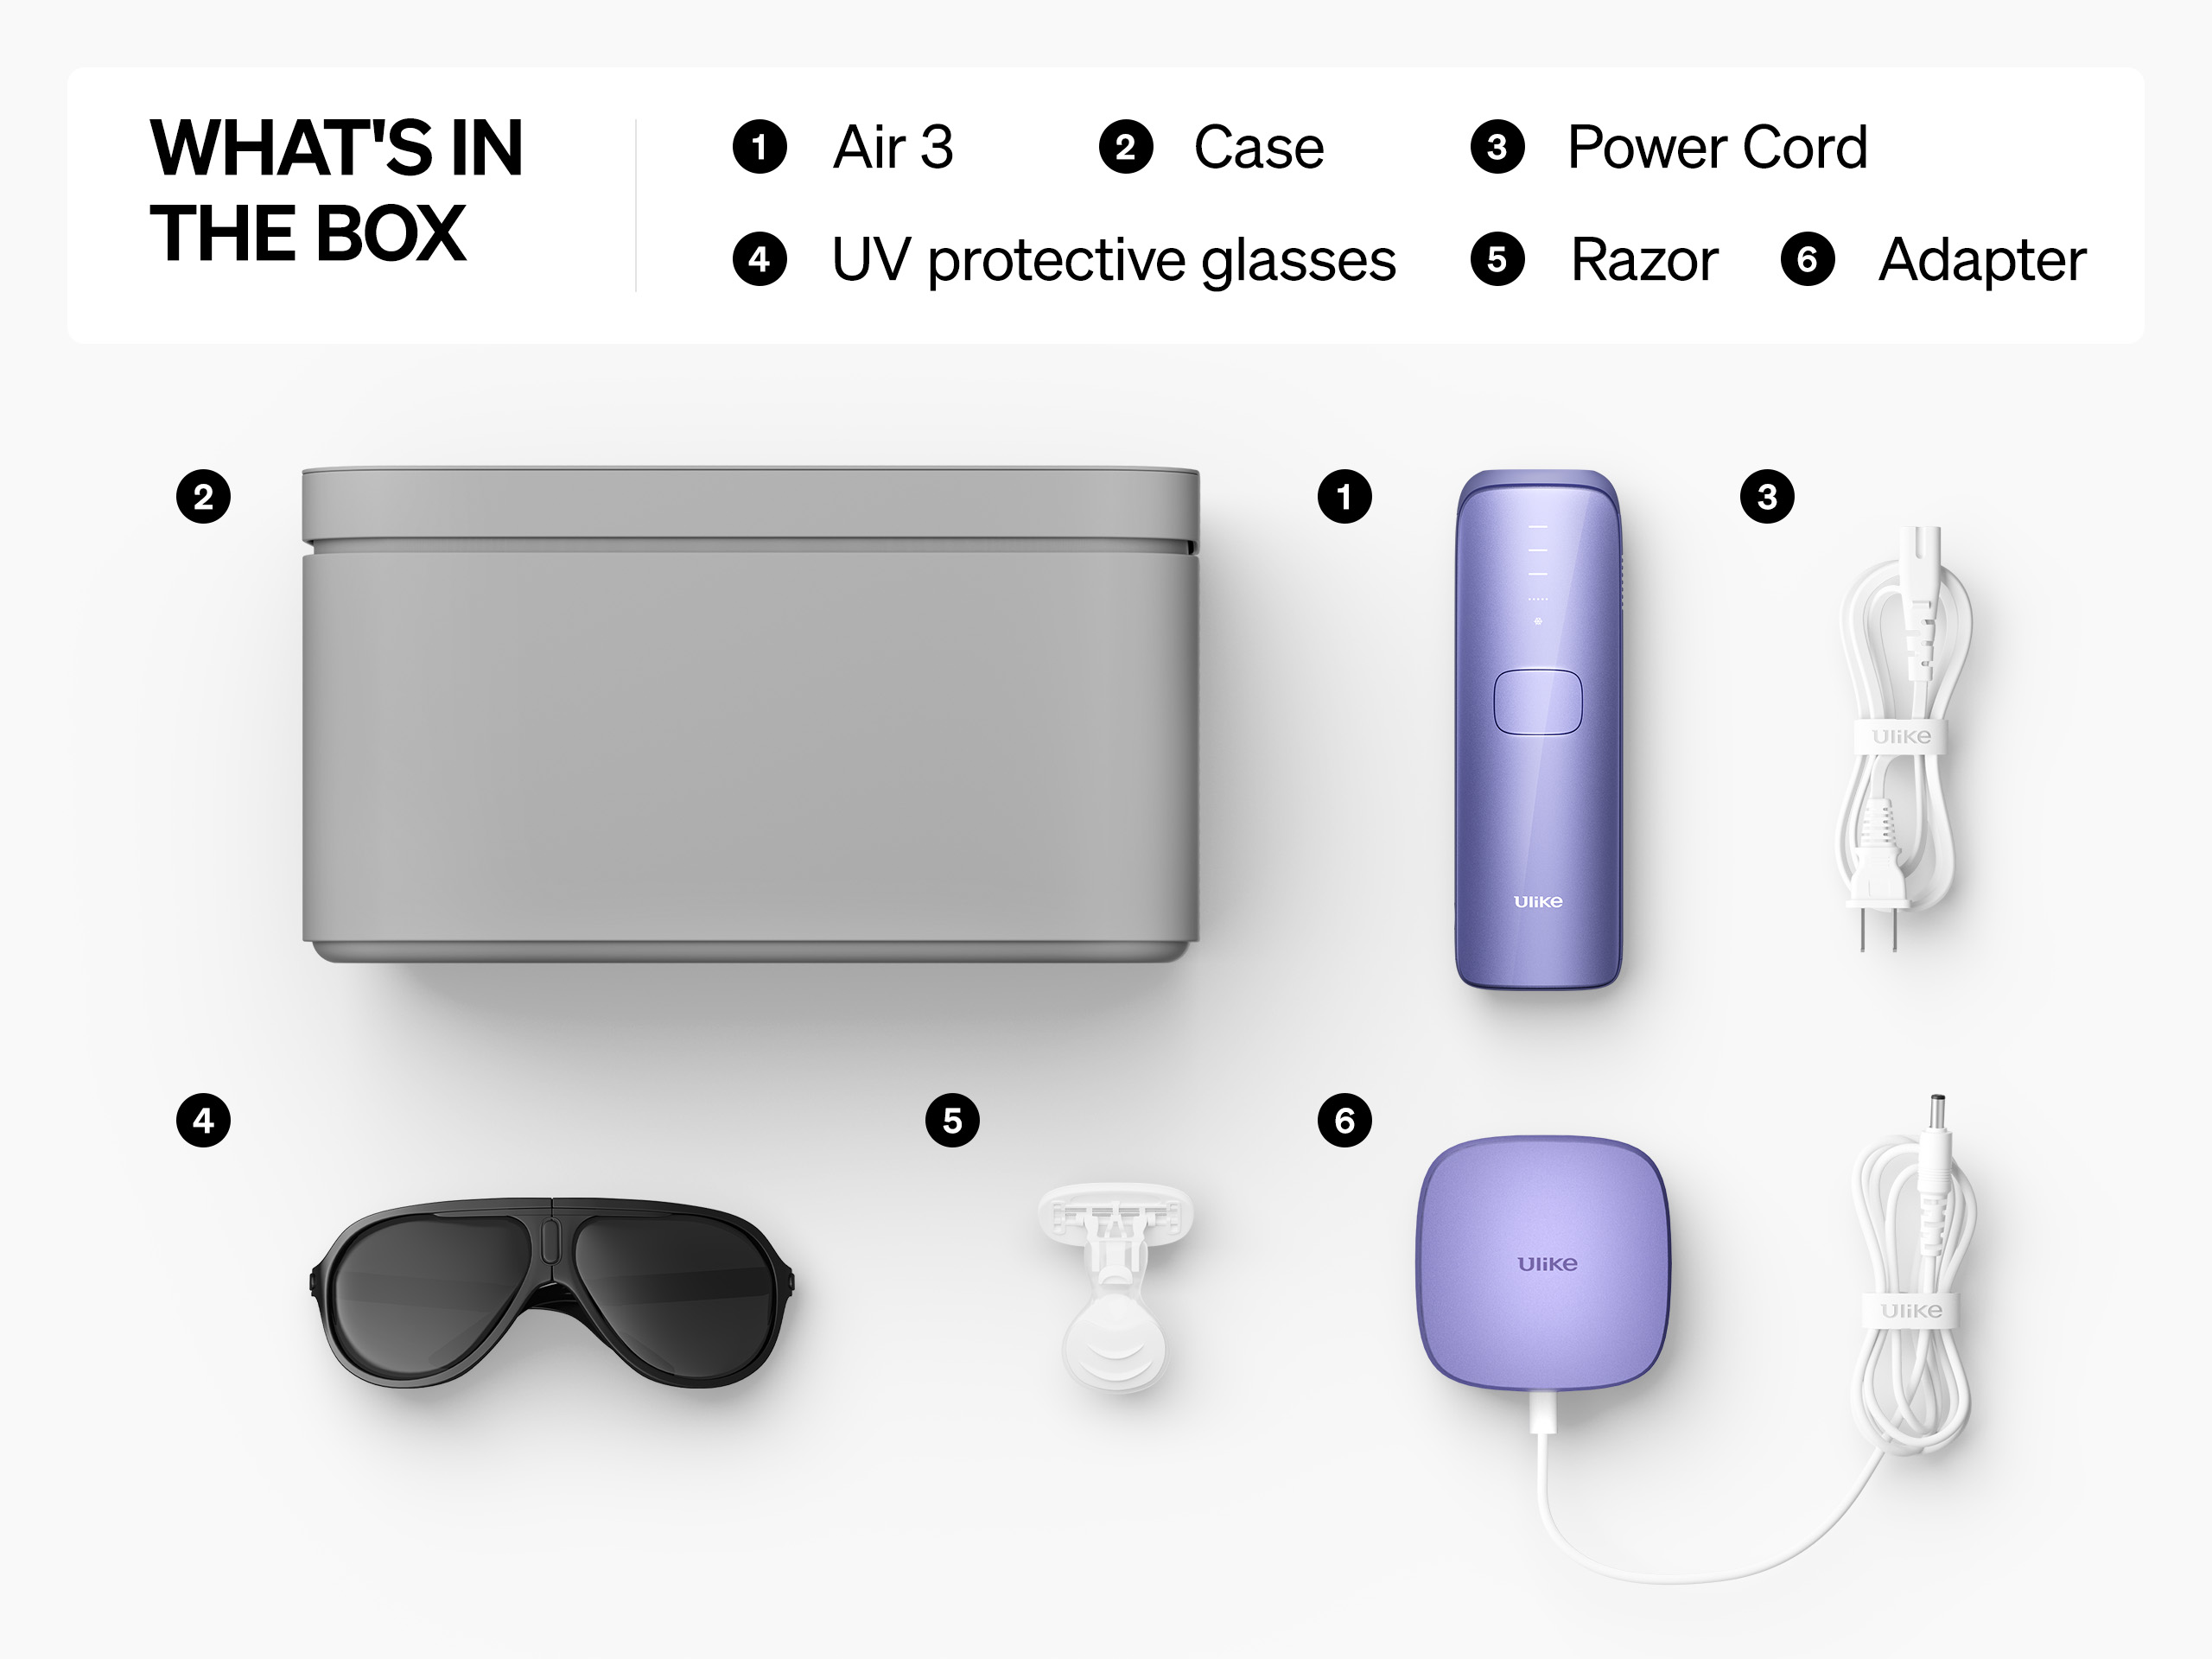 WHAT'S IN
THE BOX
1 Air 3
2 Case
3 Power Cord
4 UV protective glasses
5 Razor
6 Adapter
2
1
3
Ulike
Ulike
4
5
6
Ulike
Ulike